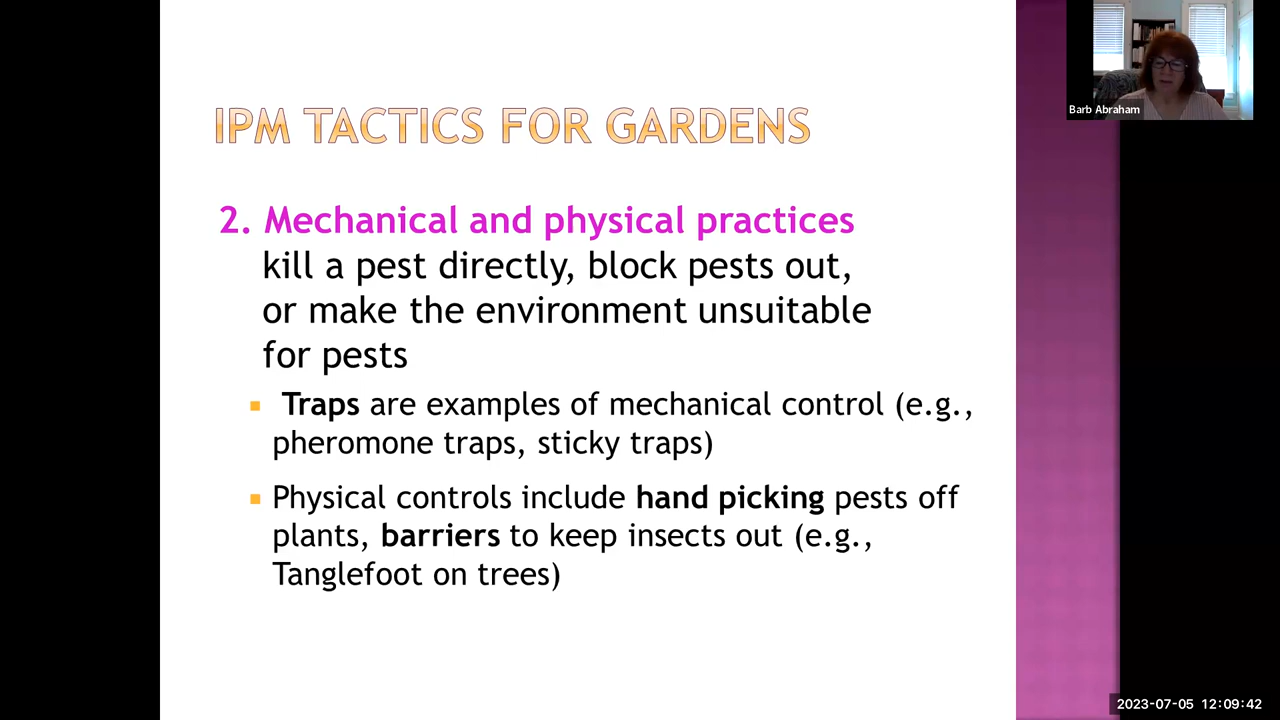 IPM TACTICS FOR GARDENS
2. Mechanical and physical practices
kill a pest directly, block pests out,
or make the environment unsuitable
for pests
Traps are examples of mechanical control (e.g.,
pheromone traps, sticky traps)
Physical controls include hand picking pests off
plants, barriers to keep insects out (e.g.,
Tanglefoot on trees)
Barb Abraham
2023-07-05 12:09:42